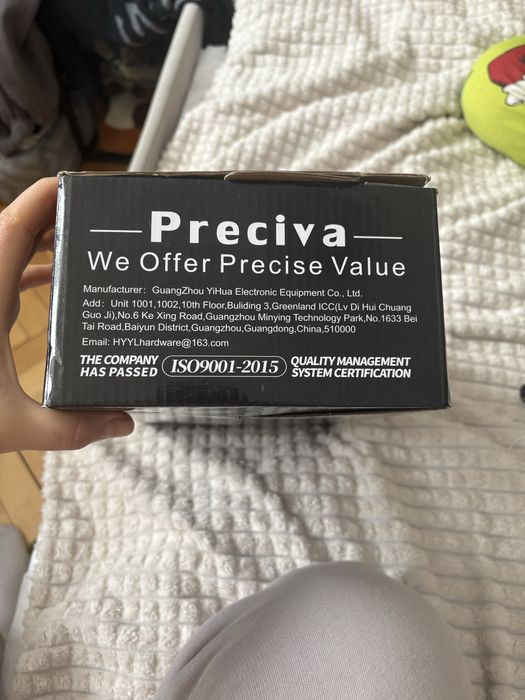 Preciva
We Offer Precise Value
Manufacturer: GuangZhou YiHua Electronic Equipment Co., Ltd.
Add: Unit 1001,1002,10th Floor,Buliding 3,Greenland ICC(Lv Di Hui Chuang
Guo Ji),No.6 Ke Xing Road,Guangzhou Minying Technology Park,No.1633 Bei
Tai Road,Baiyun District,Guangzhou,Guangdong,China,510000
Email: HYYLhardware@163.com
THE COMPANY
HAS PASSED
ISO9001-2015
QUALITY MANAGEMENT
SYSTEM CERTIFICATION